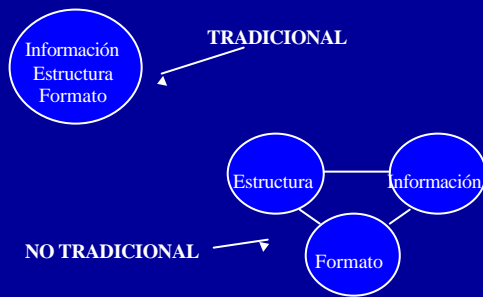 TRADICIONAL
Información
Estructura
Formato
Estructura
Información
NO TRADICIONAL
Formato